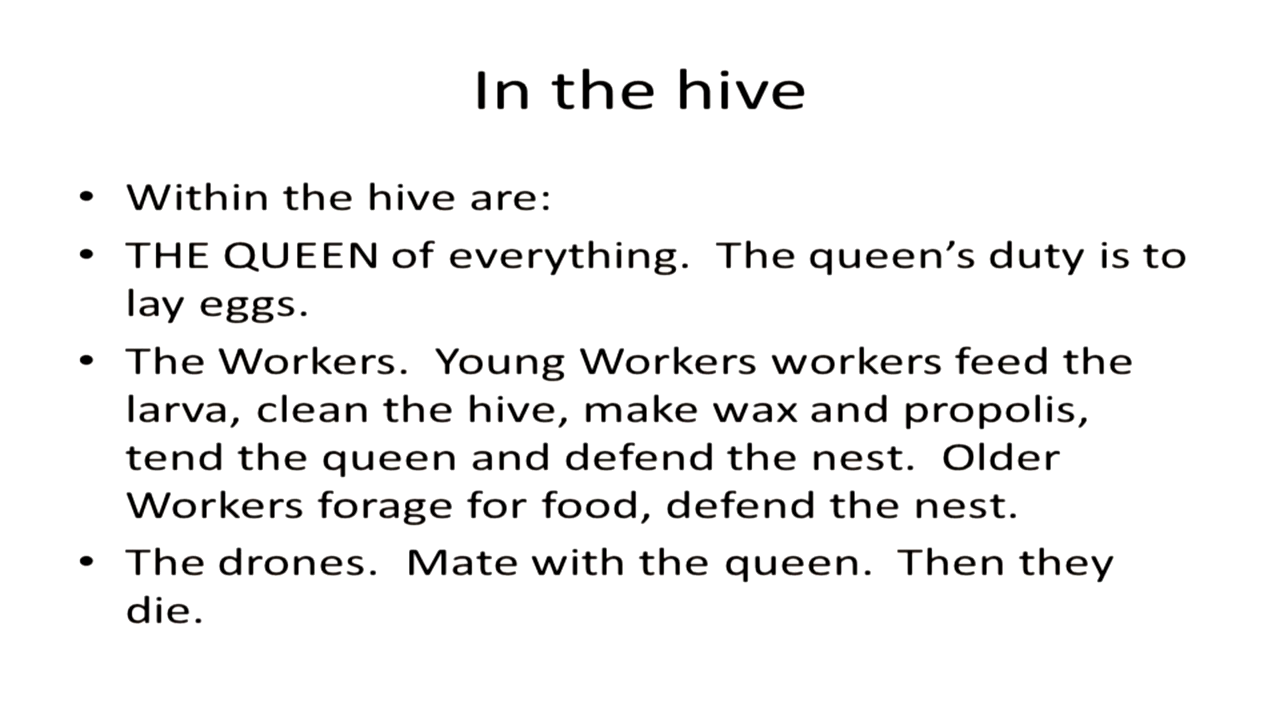 In the hive
• Within the hive are:
• THE QUEEN of everything.  The queen’s duty is to
lay eggs.
• The Workers.  Young Workers workers feed the
larva, clean the hive, make wax and propolis,
tend the queen and defend the nest.  Older
Workers forage for food, defend the nest.
• The drones.  Mate with the queen.  Then they
die.